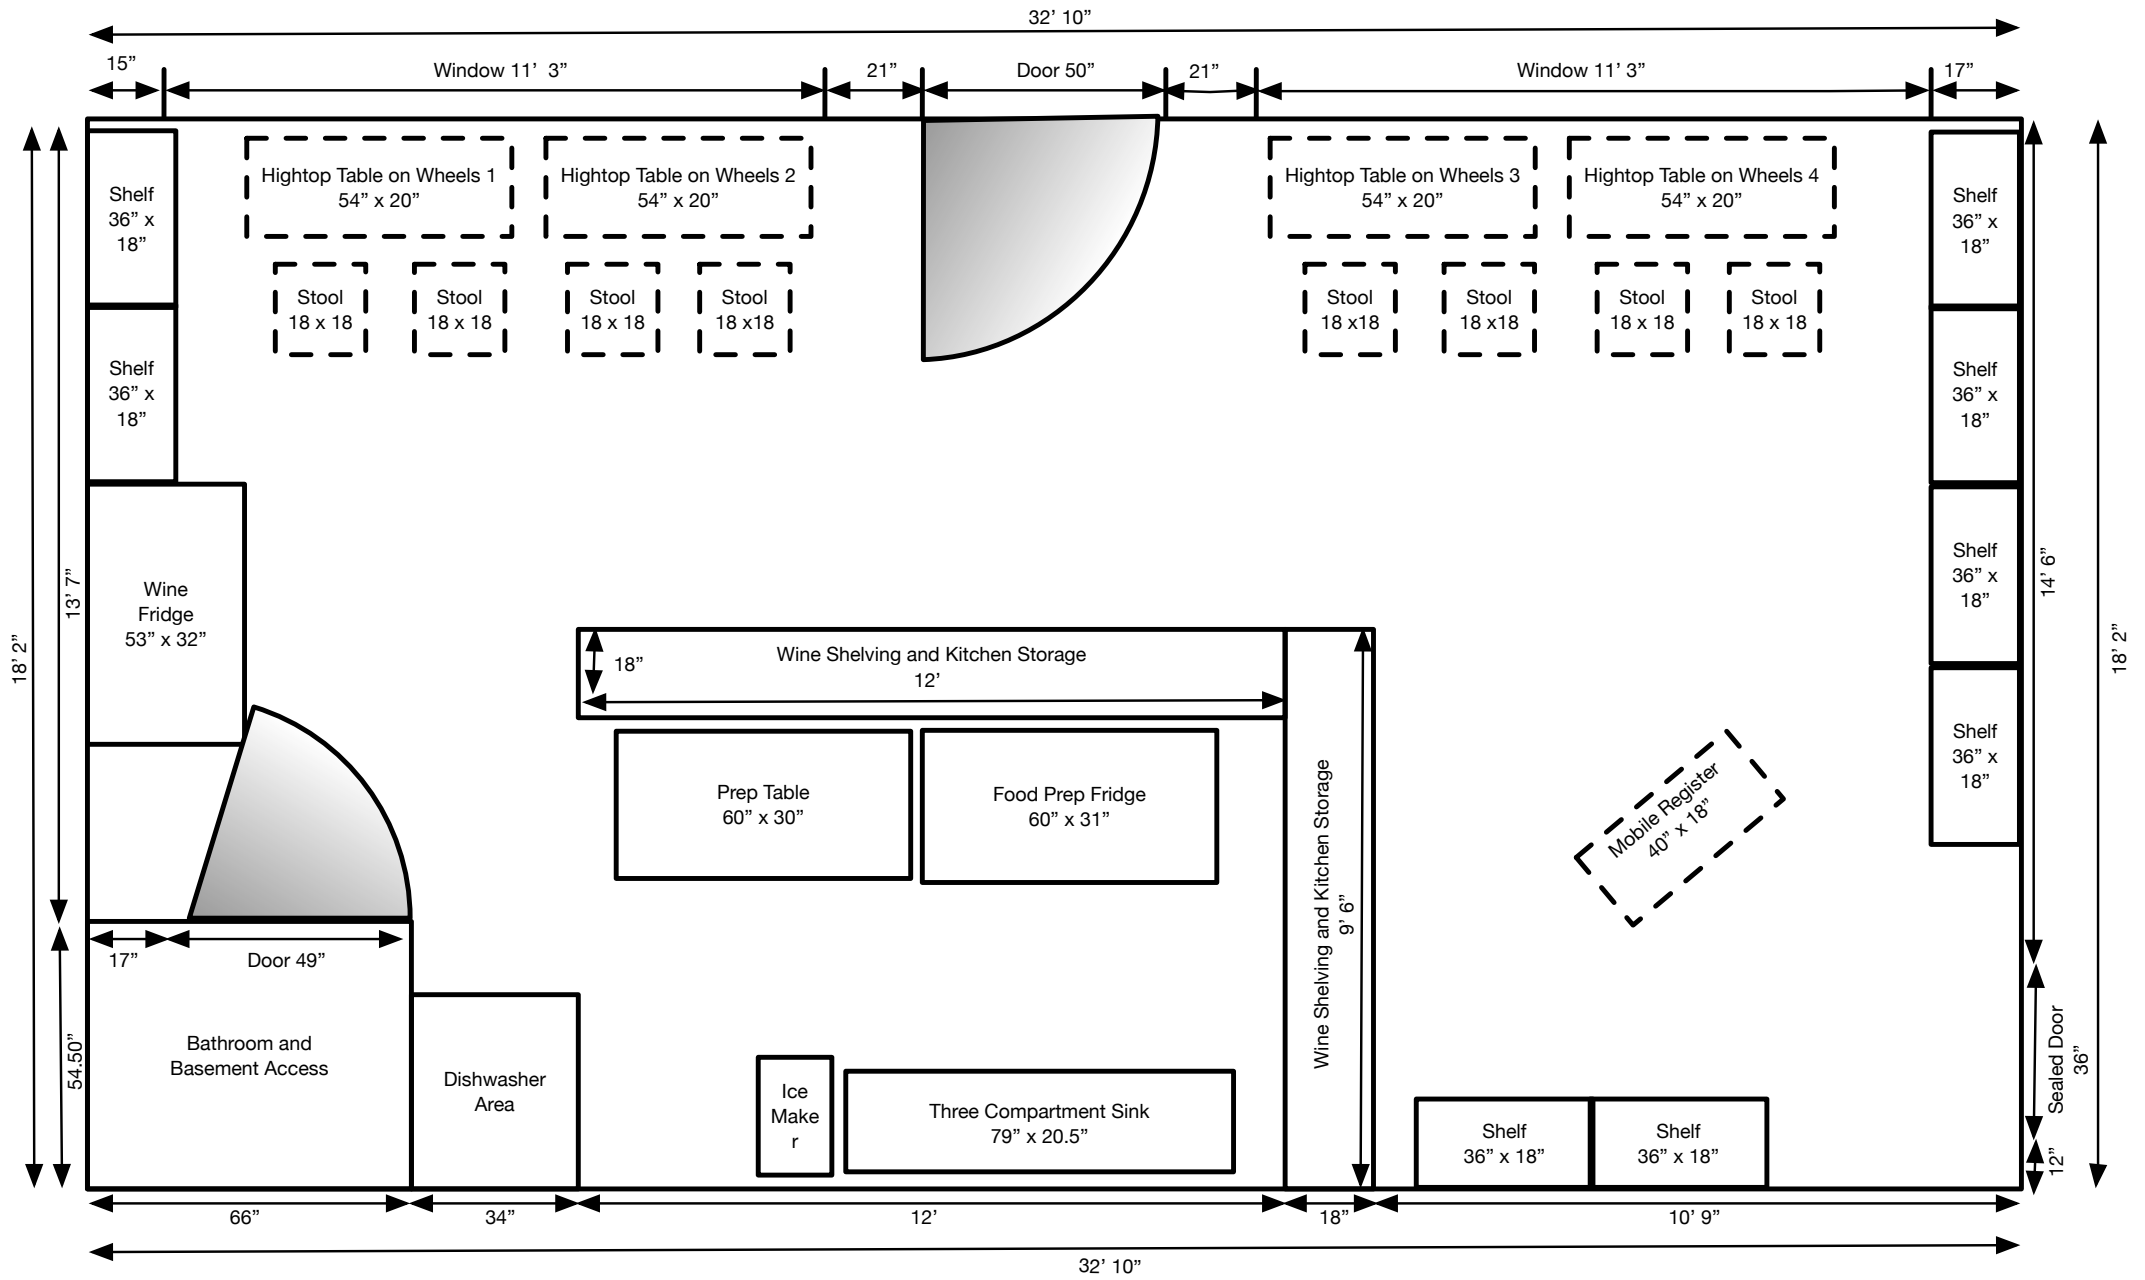 32’ 10”
15”
Window 11’ 3”
21”
Door 50”
21”
Window 11’ 3”
17”
Shelf
36” x
18”
Hightop Table on Wheels 1
54” x 20”
Hightop Table on Wheels 2
54” x 20”
Hightop Table on Wheels 3
54” x 20”
Hightop Table on Wheels 4
54” x 20”
Shelf
36” x
18”
Stool
18 x 18
Stool
18 x 18
Stool
18 x 18
Stool
18 x18
Stool
18 x18
Stool
18 x18
Stool
18 x 18
Stool
18 x 18
Shelf
36” x
18”
Shelf
36” x
18”
18’ 2”
13’ 7”
Wine
Fridge
53” x 32”
Shelf
36” x
18”
14’ 6”
18’ 2”
18”
Wine Shelving and Kitchen Storage
12’
Shelf
36” x
18”
Prep Table
60” x 30”
Food Prep Fridge
60” x 31”
Wine Shelving and Kitchen Storage
9’ 6”
Mobile Register
40” x 18”
17”
Door 49”
54.50”
Bathroom and
Basement Access
Dishwasher
Area
Ice
Make
r
Three Compartment Sink
79” x 20.5”
Shelf
36” x 18”
Shelf
36” x 18”
Sealed Door
36”
12”
66”
34”
12’
18”
10’ 9”
32’ 10”